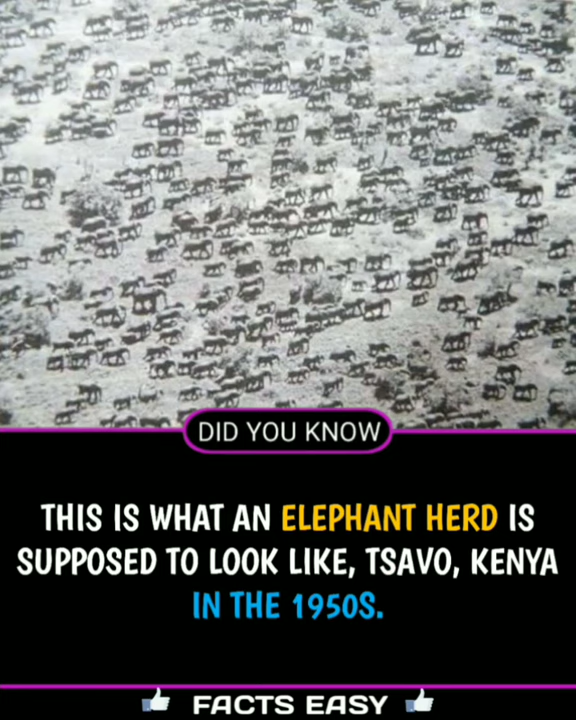 DID YOU KNOW
THIS IS WHAT AN ELEPHANT HERD IS
SUPPOSED TO LOOK LIKE, TSAVO, KENYA
IN THE 1950S.
FACTS EASY